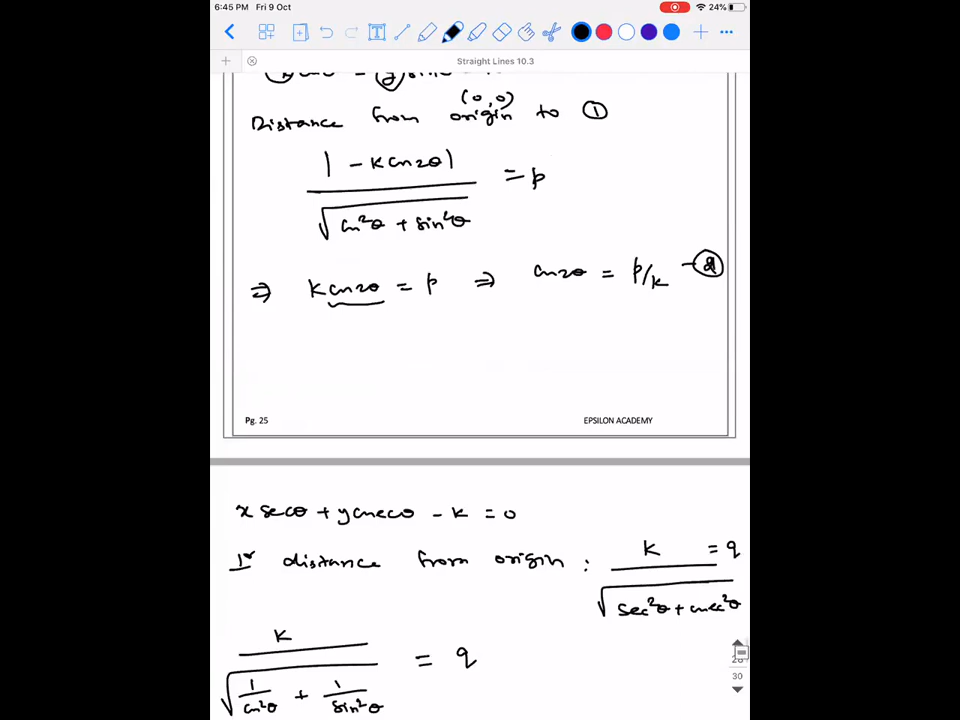 6:45 PM Fri 9 Oct 24%
Straight Lines 10.3
(0,0)
Distance from origin to ①
|-k cos2θ| / √(cos²θ + sin²θ) = p
⇒ k cos2θ = p ⇒ cos2θ = p/k - ②
Pg. 25 EPSILON ACADEMY
x secθ + y cosecθ - k = 0
1r distance from origin : k / √(sec²θ + cosec²θ) = q
k / √(1/cos²θ + 1/sin²θ) = q
30